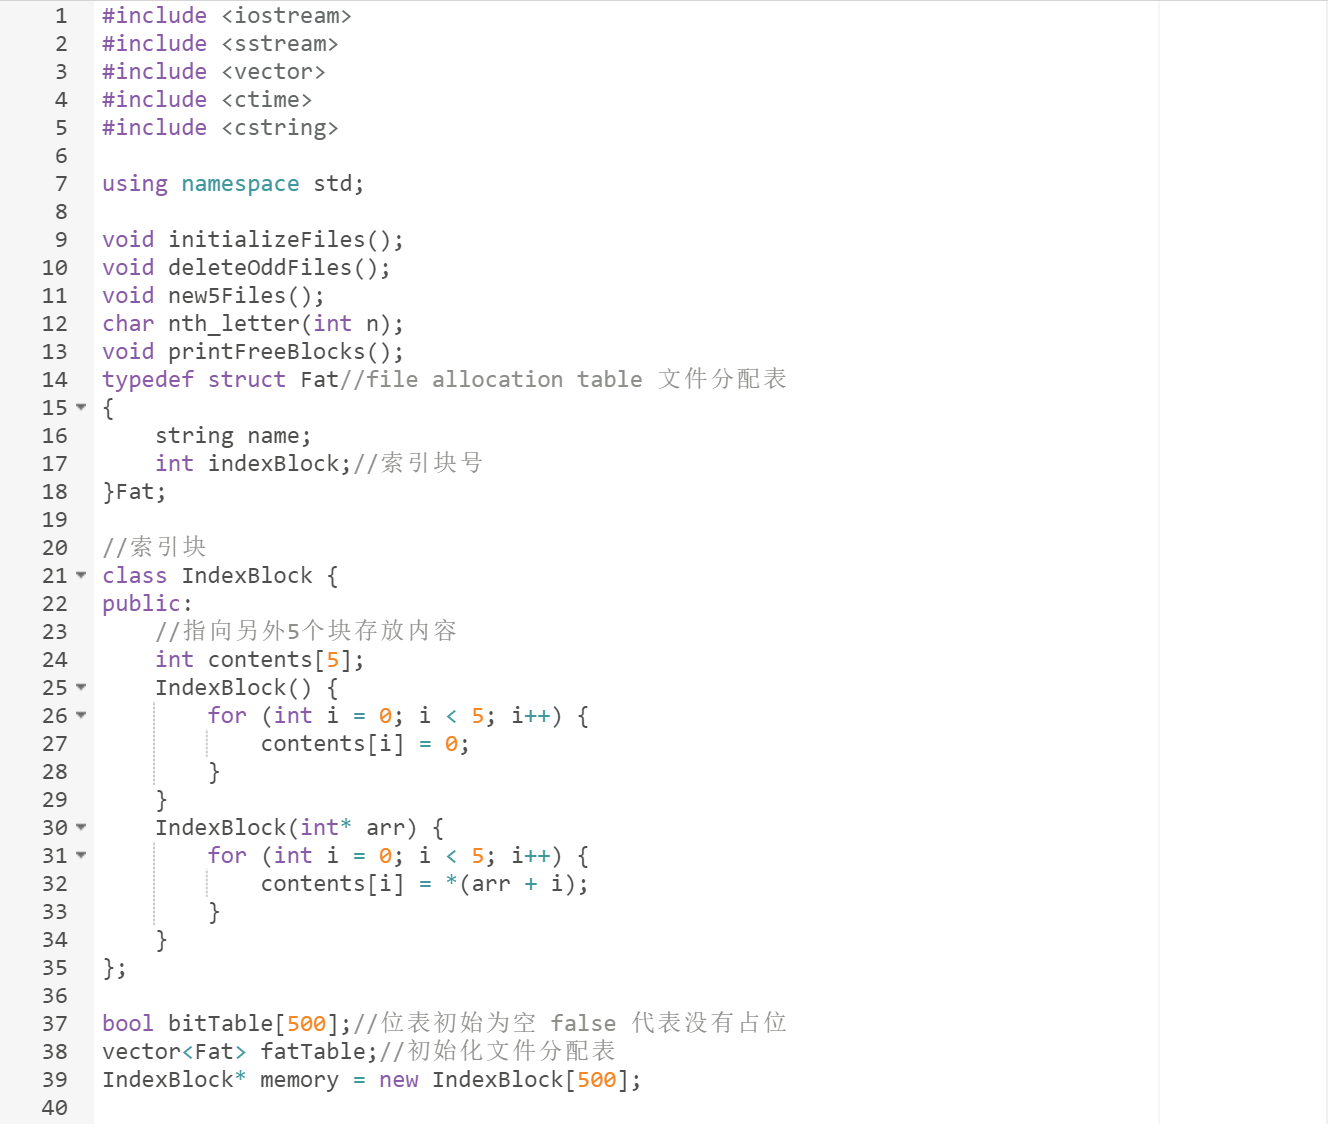 1 #include <iostream>
2 #include <sstream>
3 #include <vector>
4 #include <ctime>
5 #include <cstring>
6
7 using namespace std;
8
9 void initializeFiles();
10 void deleteOddFiles();
11 void new5Files();
12 char nth_letter(int n);
13 void printFreeBlocks();
14 typedef struct Fat//file allocation table 文件分配表
15 {
16     string name;
17     int indexBlock;//索引块号
18 }Fat;
19
20 //索引块
21 class IndexBlock {
22 public:
23     //指向另外5个块存放内容
24     int contents[5];
25     IndexBlock() {
26         for (int i = 0; i < 5; i++) {
27             contents[i] = 0;
28         }
29     }
30     IndexBlock(int* arr) {
31         for (int i = 0; i < 5; i++) {
32             contents[i] = *(arr + i);
33         }
34     }
35 };
36
37 bool bitTable[500];//位表初始为空 false 代表没有占位
38 vector<Fat> fatTable;//初始化文件分配表
39 IndexBlock* memory = new IndexBlock[500];
40